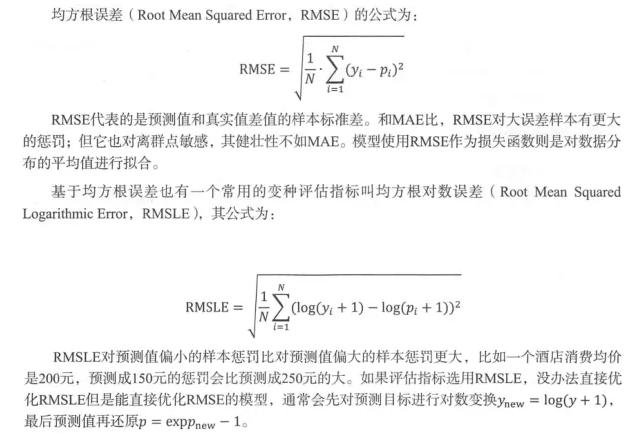 均方根误差（Root Mean Squared Error，RMSE）的公式为：
RMSE = √(1/N · ∑_{i=1}^{N} (y_i − p_i)²)
RMSE代表的是预测值和真实值差值的样本标准差。和MAE比，RMSE对大误差样本有更大
的惩罚；但它也对离群点敏感，其健壮性不如MAE。模型使用RMSE作为损失函数则是对数据分
布的平均值进行拟合。
基于均方根误差也有一个常用的变种评估指标叫均方根对数误差（Root Mean Squared
Logarithmic Error，RMSLE），其公式为：
RMSLE = √(1/N ∑_{i=1}^{N} (log(y_i + 1) − log(p_i + 1))²)
RMSLE对预测值偏小的样本惩罚比对预测值偏大的样本惩罚更大，比如一个酒店消费均价
是200元，预测成150元的惩罚会比预测成250元的大。如果评估指标选用RMSLE，没办法直接优
化RMSLE但是能直接优化RMSE的模型，通常会先对预测目标进行对数变换y_new = log(y + 1)，
最后预测值再还原p = exp p_new − 1。